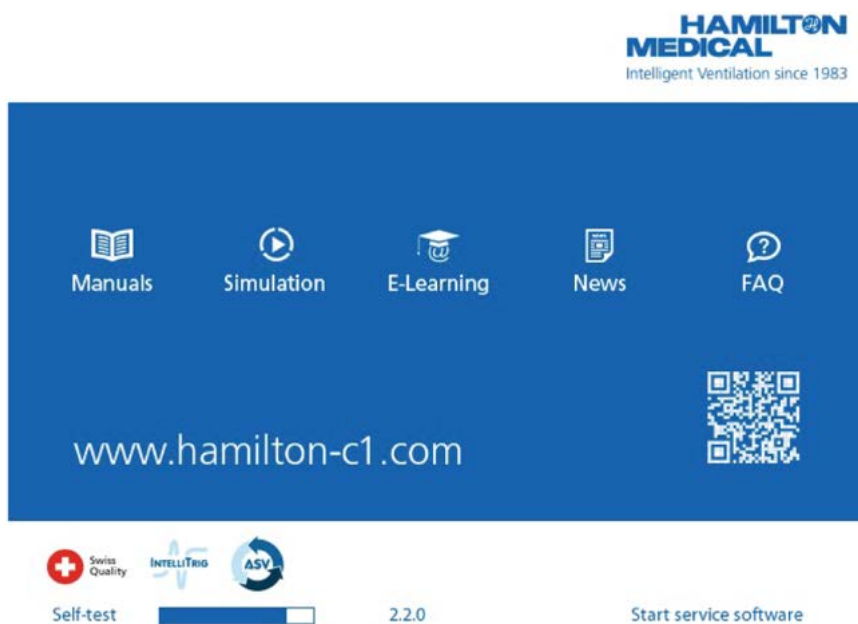 HAMILTON
MEDICAL
Intelligent Ventilation since 1983
NEWS
Manuals
Simulation
E-Learning
News
FAQ
www.hamilton-c1.com
Swiss
Quality
INTELLITRIG
ASV
Self-test
2.2.0
Start service software